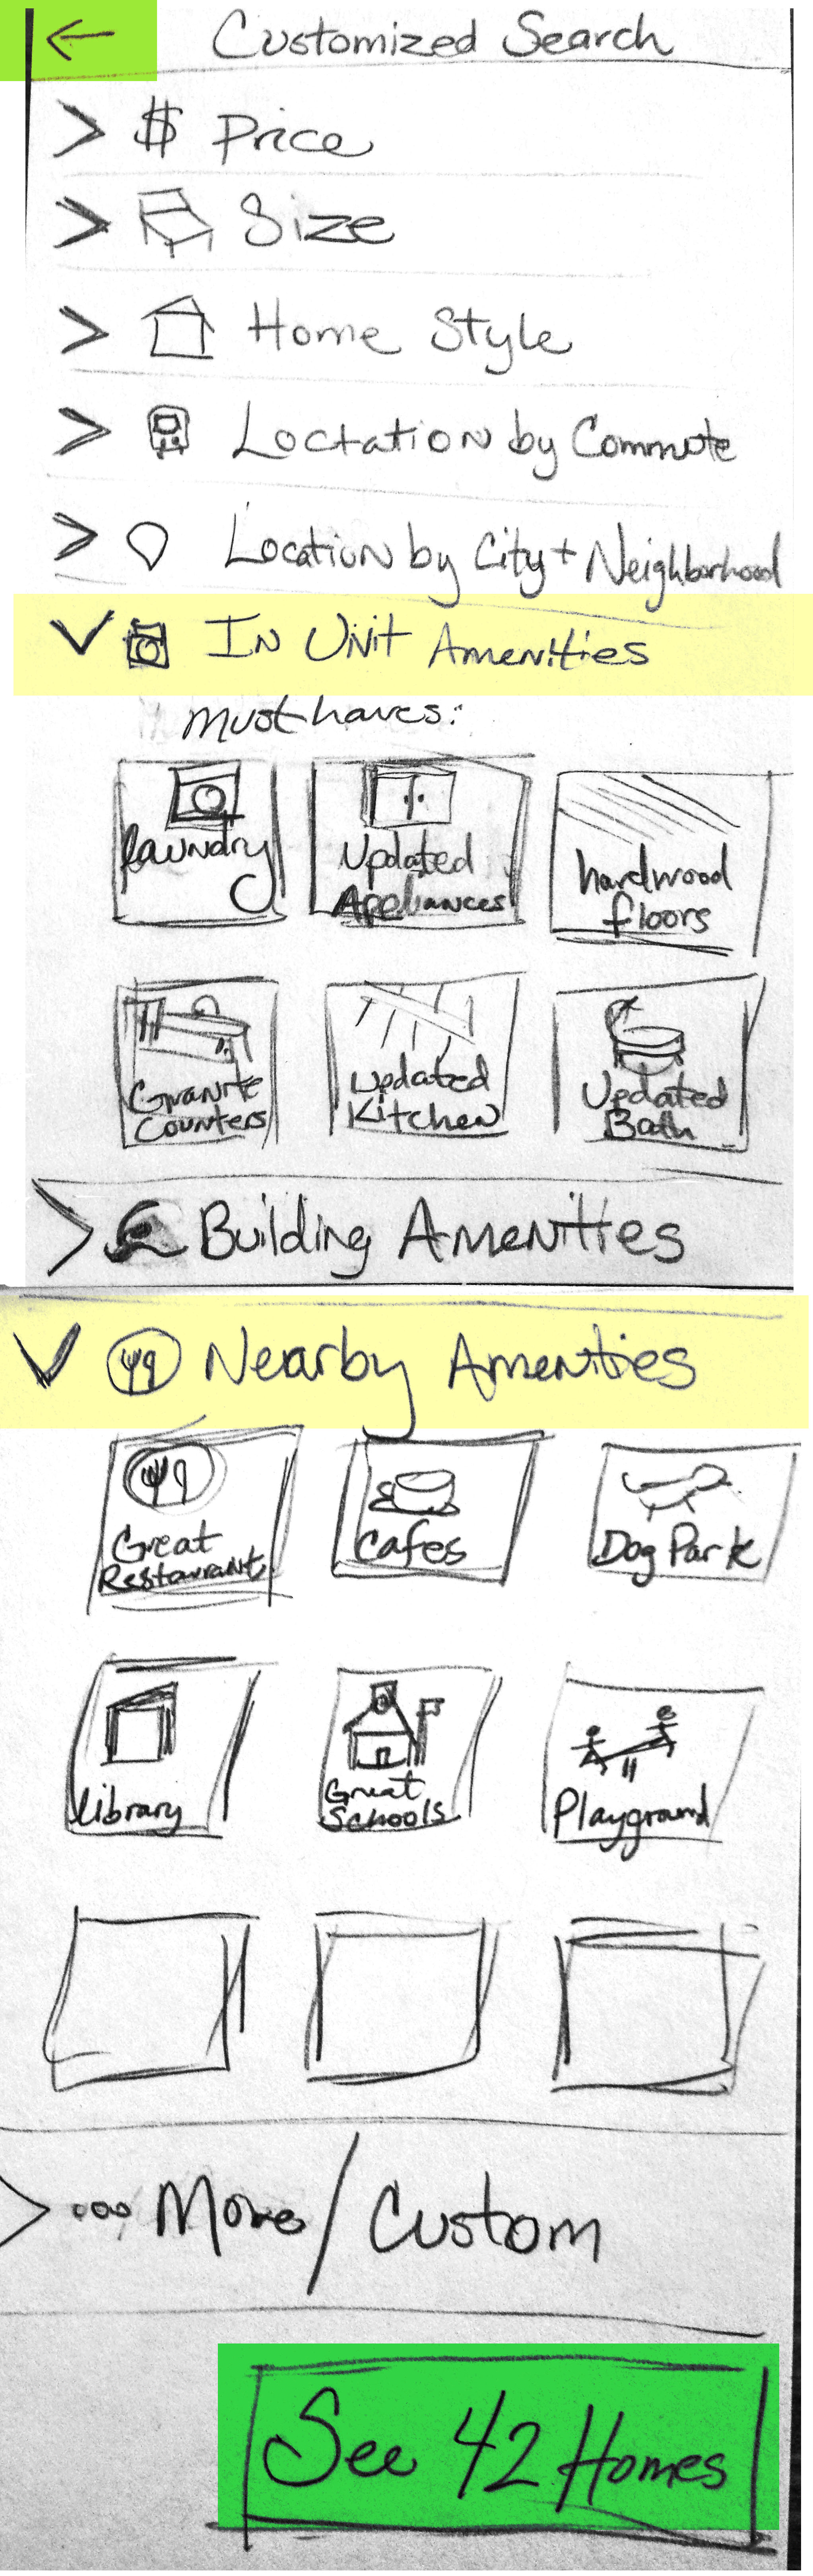 Customized Search
$ Price
Size
Home Style
Loctation by Commute
Location by City + Neighborhood
In Unit Amenities
must haves:
laundry
Updated
Appliances
hardwood
floors
Granite
Counters
Updated
Kitchen
Updated
Bath
Building Amenities
Nearby Amenities
Great
Restaurants
Cafes
Dog Park
library
Great
Schools
Playground
... More / Custom
See 42 Homes